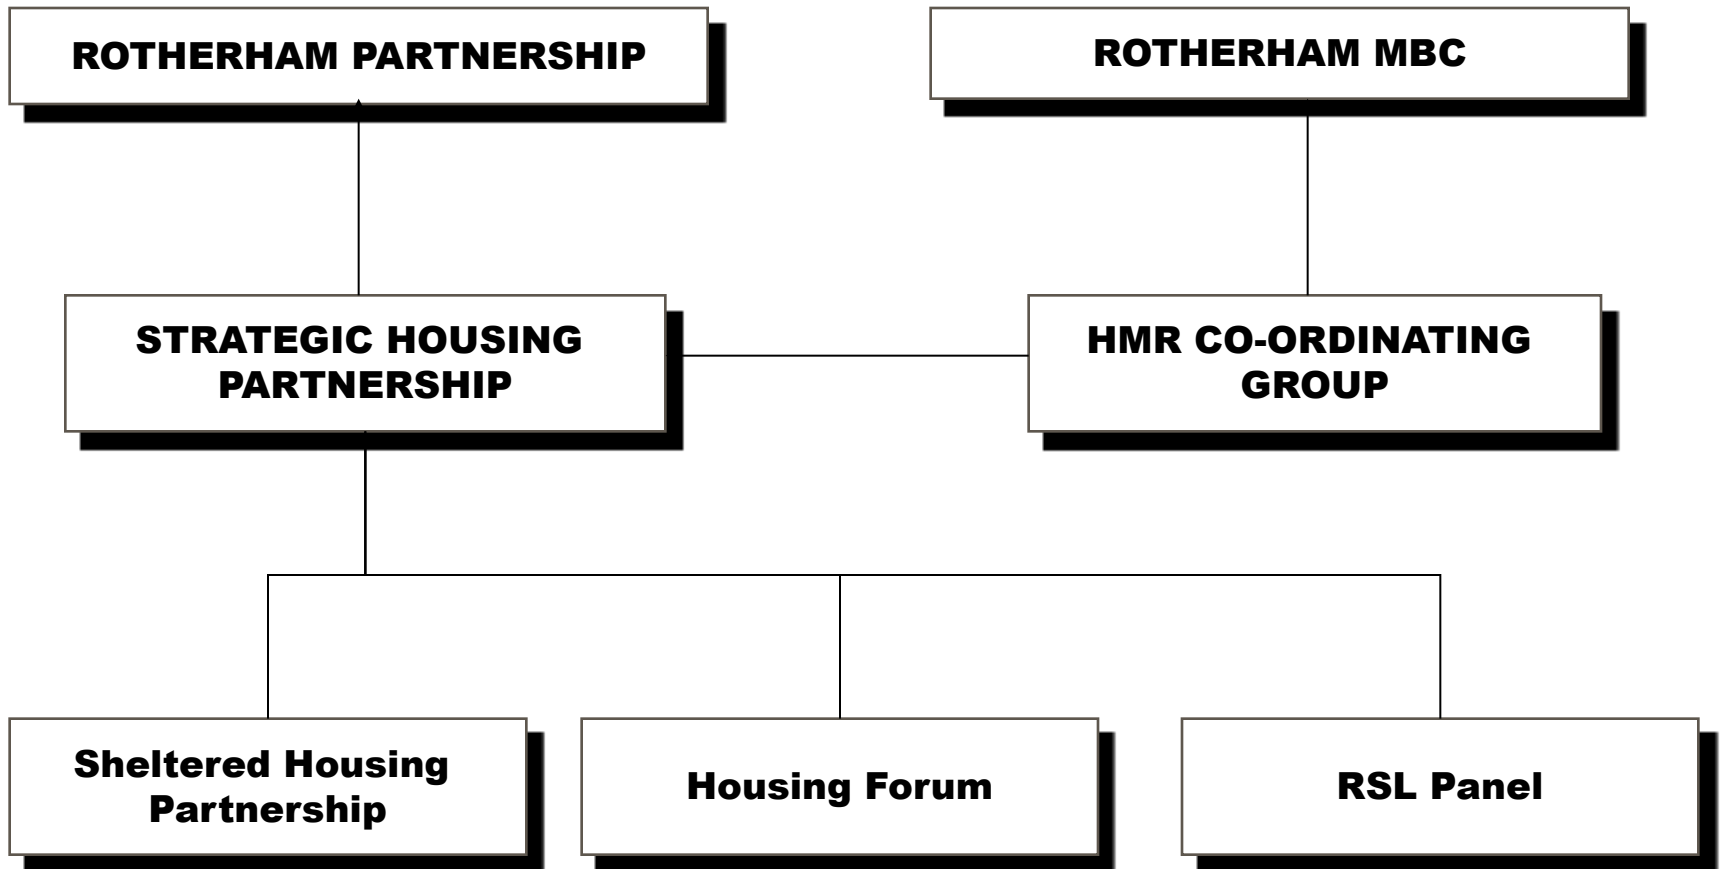 ROTHERHAM PARTNERSHIP
ROTHERHAM MBC
STRATEGIC HOUSING
PARTNERSHIP
HMR CO-ORDINATING
GROUP
Sheltered Housing
Partnership
Housing Forum
RSL Panel